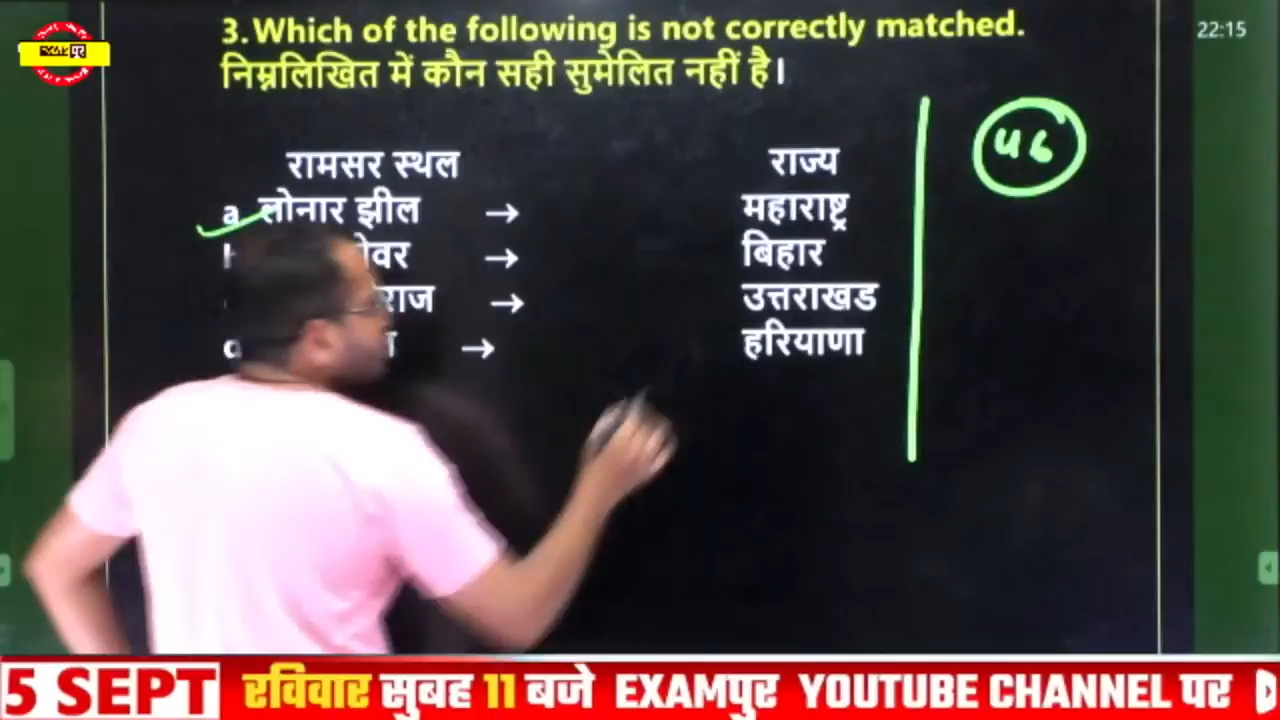 3. Which of the following is not correctly matched.
निम्नलिखित में कौन सही सुमेलित नहीं है।
22:15
46
रामसर स्थल राज्य
a लोनार झील → महाराष्ट्र
→ बिहार
→ उत्तराखड
→ हरियाणा
5 SEPT रविवार सुबह 11 बजे EXAMपुर YOUTUBE CHANNEL पर